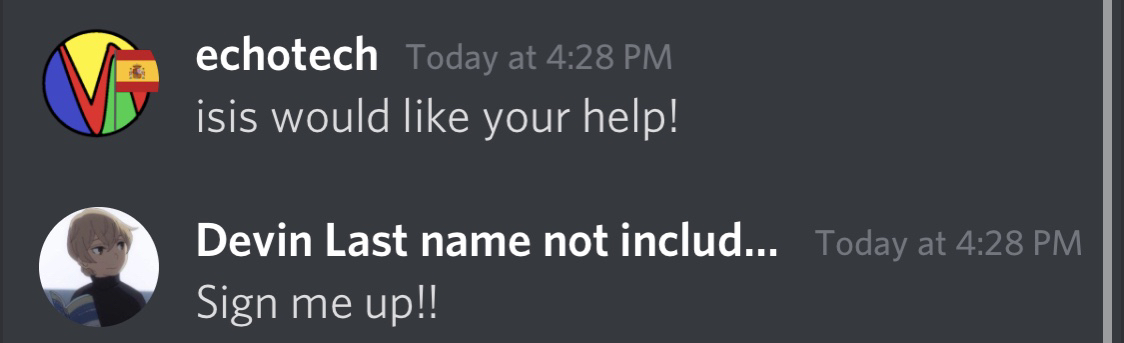 echotech Today at 4:28 PM
isis would like your help!
Devin Last name not includ... Today at 4:28 PM
Sign me up!!